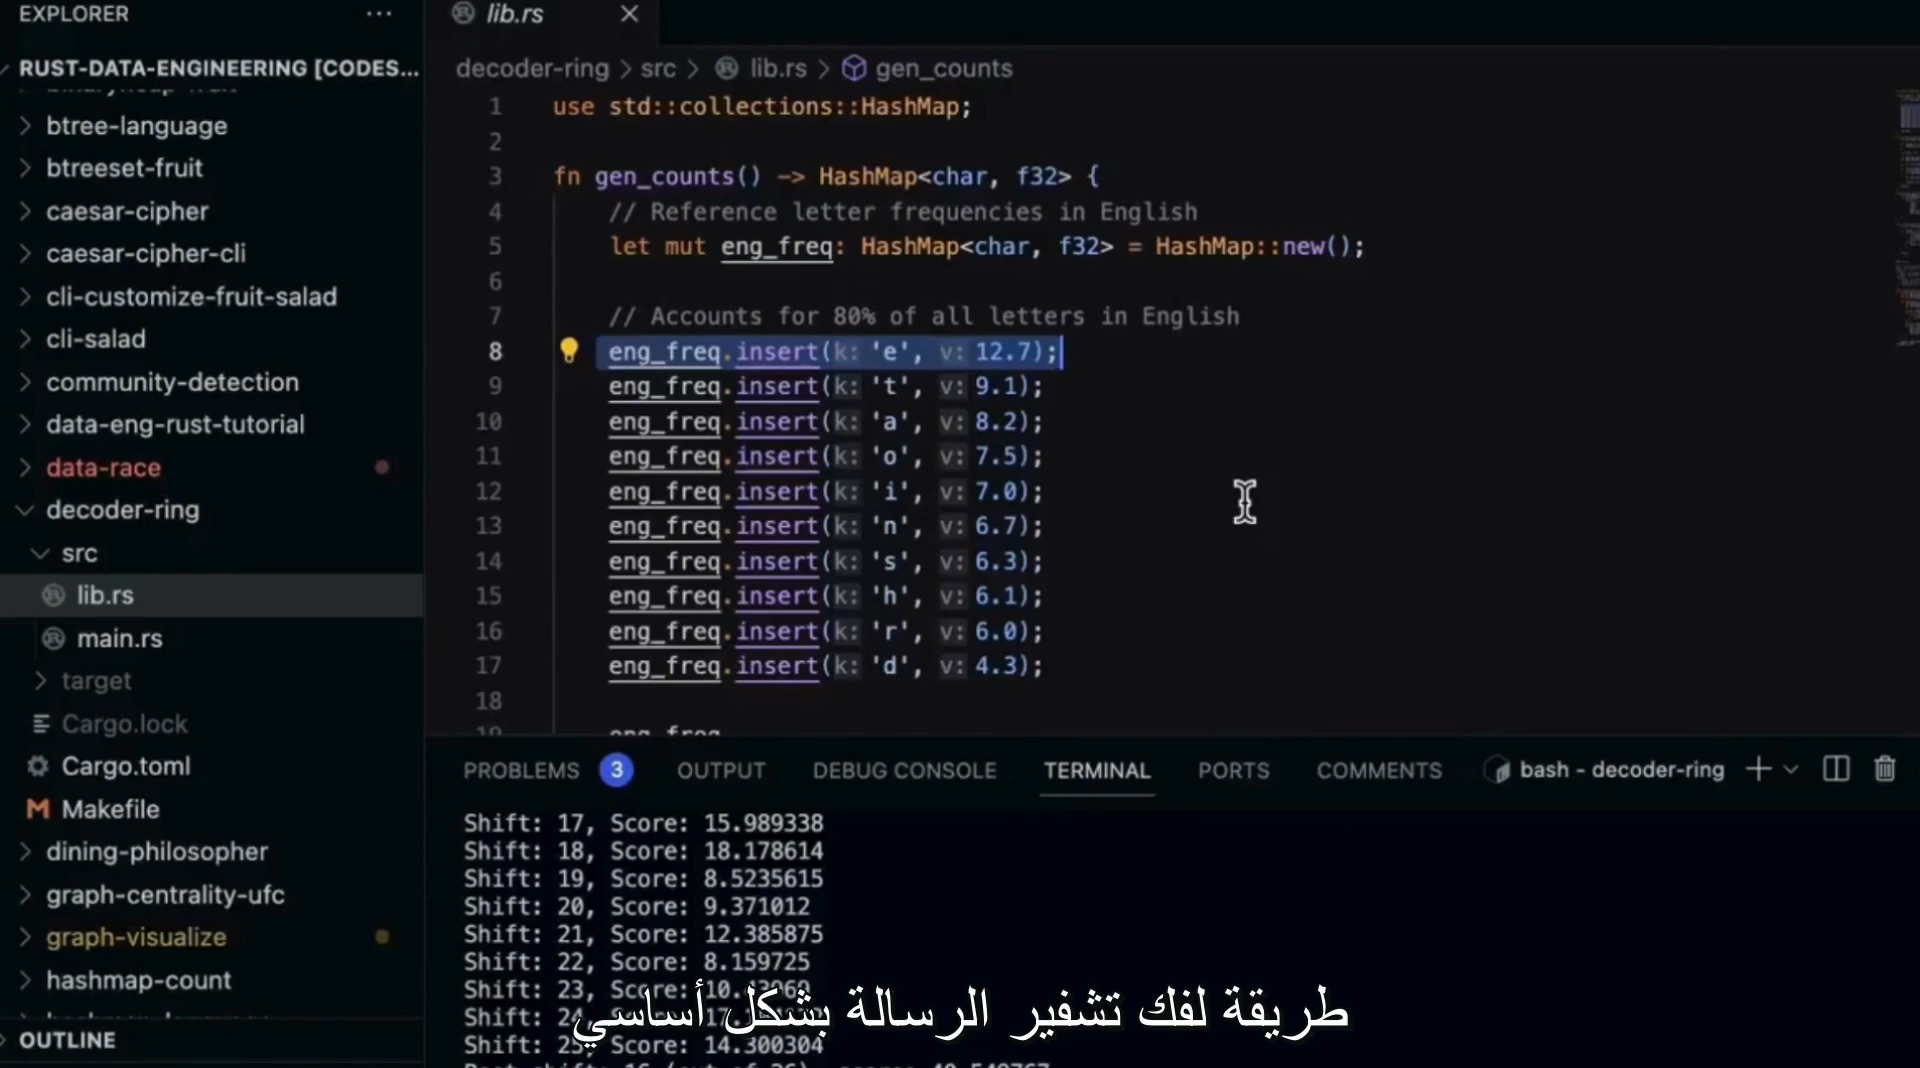 EXPLORER
RUST-DATA-ENGINEERING [CODES...
btree-language
btreeset-fruit
caesar-cipher
caesar-cipher-cli
cli-customize-fruit-salad
cli-salad
community-detection
data-eng-rust-tutorial
data-race
decoder-ring
src
lib.rs
main.rs
target
Cargo.lock
Cargo.toml
Makefile
dining-philosopher
graph-centrality-ufc
graph-visualize
hashmap-count
OUTLINE
lib.rs
decoder-ring > src > lib.rs > gen_counts
1 use std::collections::HashMap;
2
3 fn gen_counts() -> HashMap<char, f32> {
4 // Reference letter frequencies in English
5 let mut eng_freq: HashMap<char, f32> = HashMap::new();
6
7 // Accounts for 80% of all letters in English
8 eng_freq.insert(k: 'e', v: 12.7);
9 eng_freq.insert(k: 't', v: 9.1);
10 eng_freq.insert(k: 'a', v: 8.2);
11 eng_freq.insert(k: 'o', v: 7.5);
12 eng_freq.insert(k: 'i', v: 7.0);
13 eng_freq.insert(k: 'n', v: 6.7);
14 eng_freq.insert(k: 's', v: 6.3);
15 eng_freq.insert(k: 'h', v: 6.1);
16 eng_freq.insert(k: 'r', v: 6.0);
17 eng_freq.insert(k: 'd', v: 4.3);
18
19 eng_freq
PROBLEMS 3 OUTPUT DEBUG CONSOLE TERMINAL PORTS COMMENTS bash - decoder-ring
Shift: 17, Score: 15.989338
Shift: 18, Score: 18.178614
Shift: 19, Score: 8.5235615
Shift: 20, Score: 9.371012
Shift: 21, Score: 12.385875
Shift: 22, Score: 8.159725
Shift: 23, Score:
Shift: 24,
Shift: 25, Score: 14.300304
طريقة لفك تشفير الرسالة بشكل أساسي